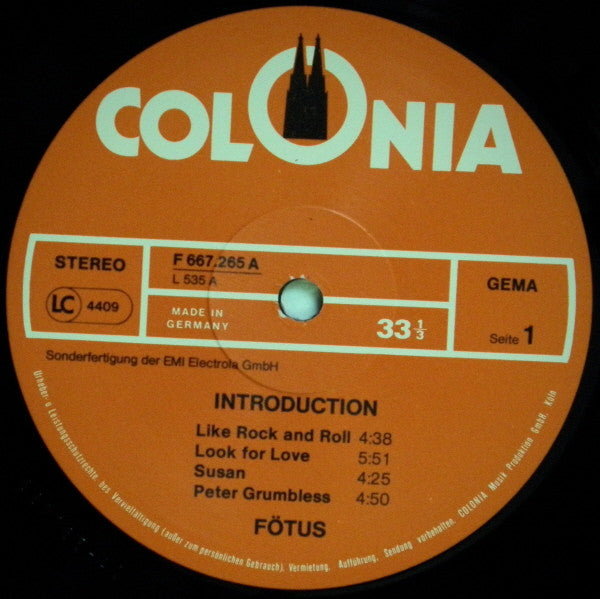 COLONIA
STEREO
LC 4409
F 667.265 A
L 535 A
MADE IN
GERMANY
33 1/3
GEMA
Seite 1
Sonderfertigung der EMI Electrola GmbH
INTRODUCTION
Like Rock and Roll 4:38
Look for Love 5:51
Susan 4:25
Peter Grumbless 4:50
FÖTUS
Urheber- u Leistungsschutzrechte, bes. Vervielfältigung (außer zum persönlichen Gebrauch), Vermietung, Aufführung, Sendung vorbehalten. COLONIA Musik Produktion GmbH, Köln